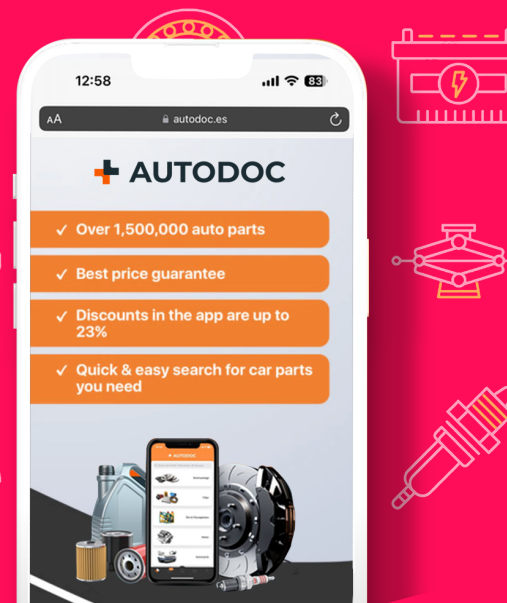 12:58
83
AA
autodoc.es
AUTODOC
✓ Over 1,500,000 auto parts
✓ Best price guarantee
✓ Discounts in the app are up to
23%
✓ Quick & easy search for car parts
you need
AUTODOC